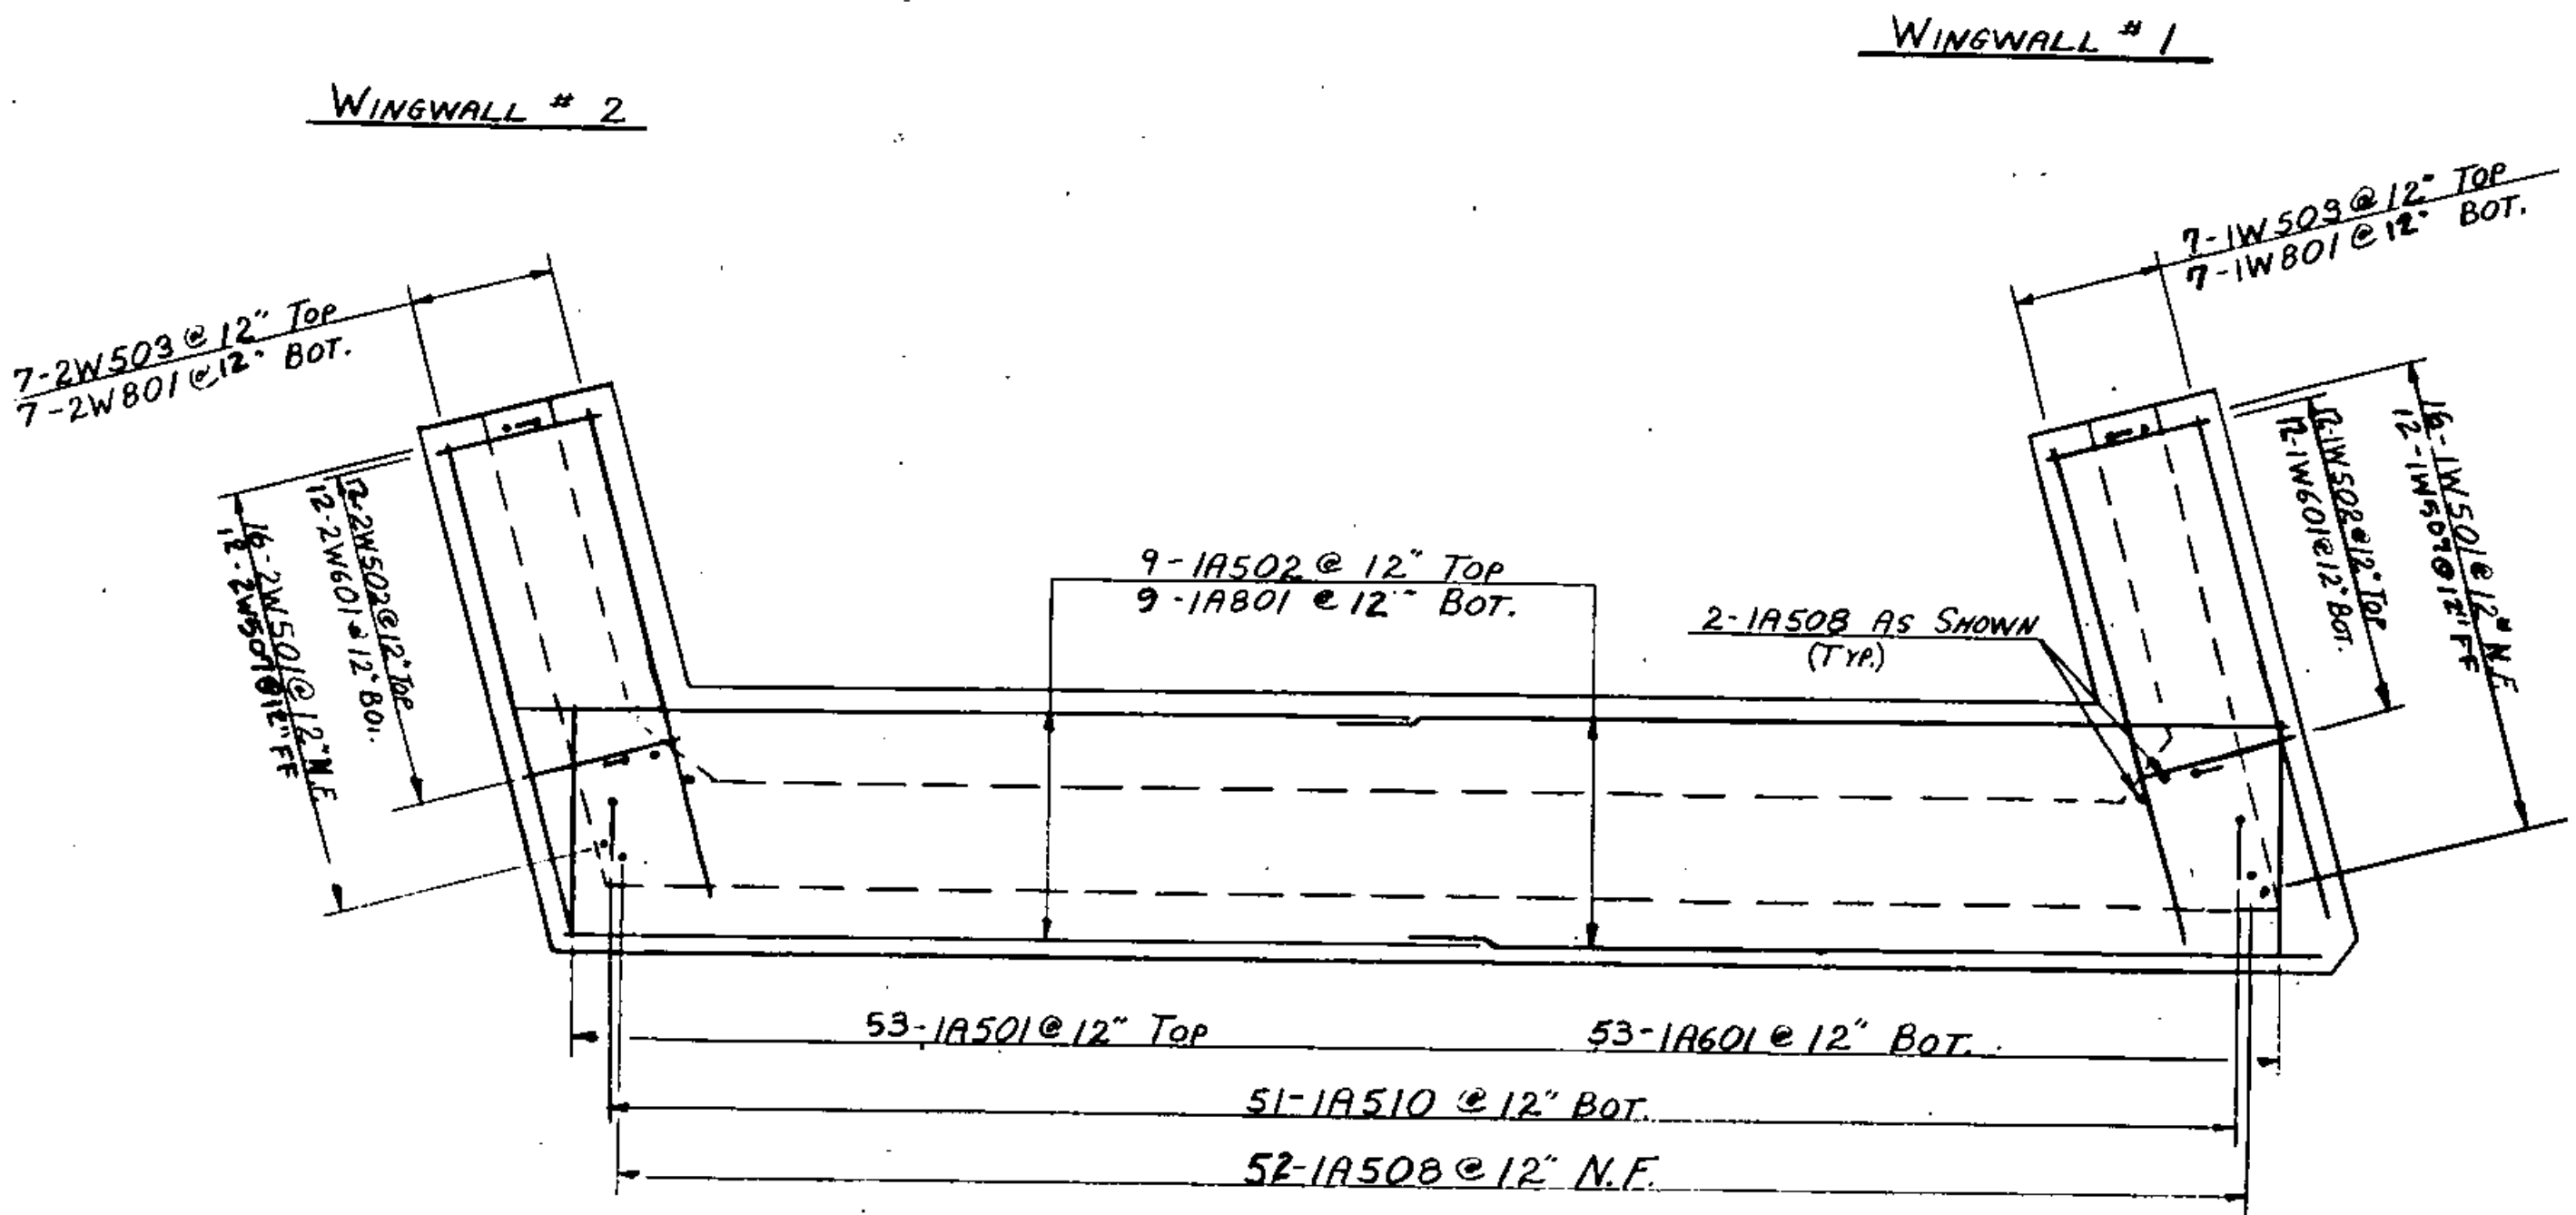 WINGWALL # 1
WINGWALL # 2
7-1W503 @ 12" TOP
7-1W801 @ 12" BOT.
7-2W503 @ 12" TOP
7-2W801 @ 12" BOT.
12-2W502 @ 12" TOP
12-2W601 @ 12" BOT.
16-2W501 @ 12" N.F.
12-2W507 @ 12" FF
12-1W502 @ 12" TOP
12-1W601 @ 12" BOT.
16-1W501 @ 12" N.F.
12-1W507 @ 12" FF
9-1A502 @ 12" TOP
9-1A801 @ 12" BOT.
2-1A508 AS SHOWN
(TYP.)
53-1A501 @ 12" TOP
53-1A601 @ 12" BOT.
51-1A510 @ 12" BOT.
52-1A508 @ 12" N.F.